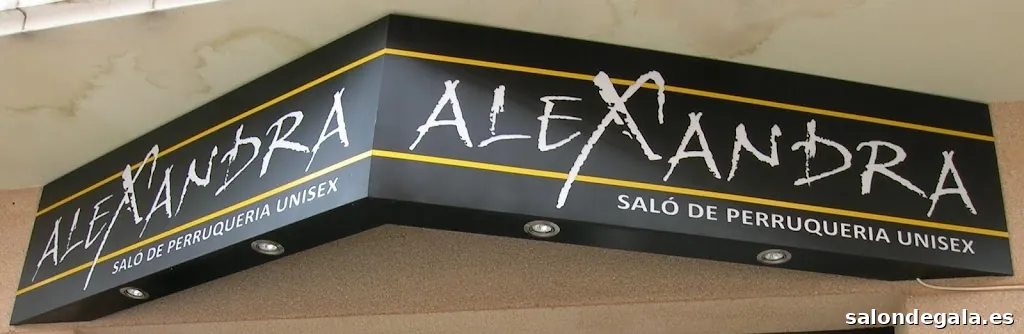 ALEXANDRA
SALÓ DE PERRUQUERIA UNISEX
ALEXANDRA
SALÓ DE PERRUQUERIA UNISEX
salondegala.es